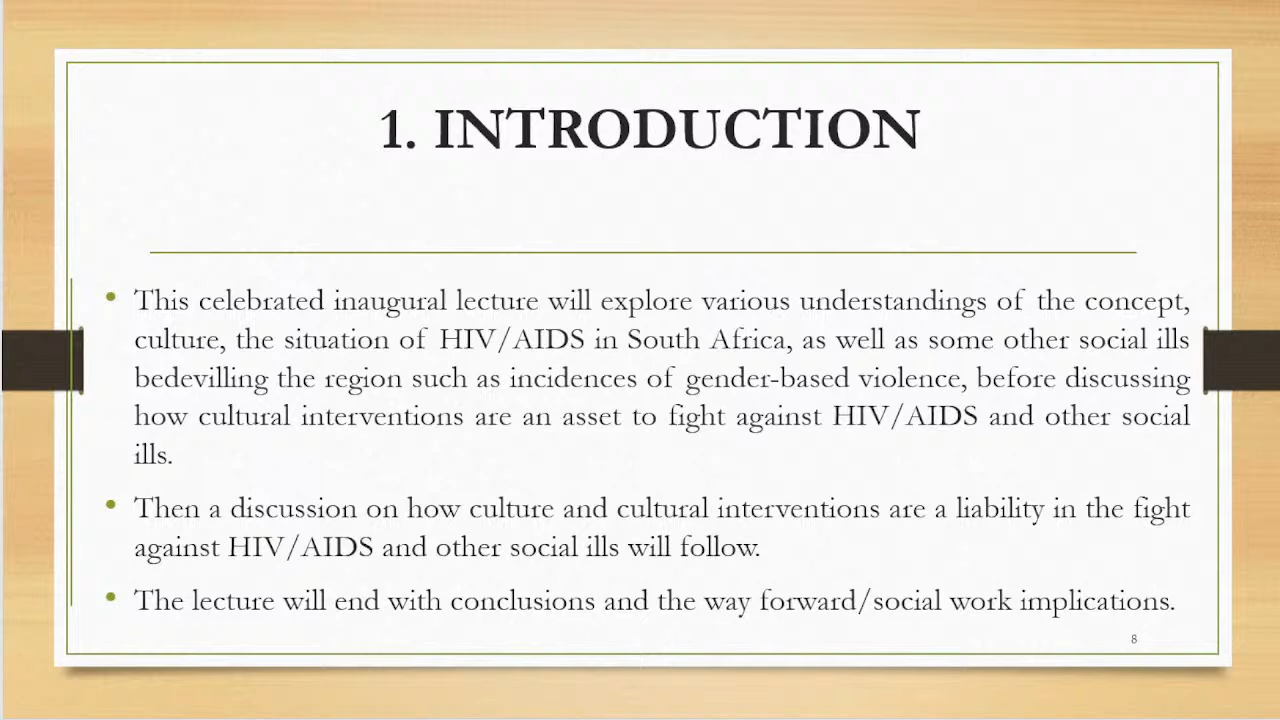 1. INTRODUCTION
• This celebrated inaugural lecture will explore various understandings of the concept,
culture, the situation of HIV/AIDS in South Africa, as well as some other social ills
bedevilling the region such as incidences of gender-based violence, before discussing
how cultural interventions are an asset to fight against HIV/AIDS and other social
ills.
• Then a discussion on how culture and cultural interventions are a liability in the fight
against HIV/AIDS and other social ills will follow.
• The lecture will end with conclusions and the way forward/social work implications.
8